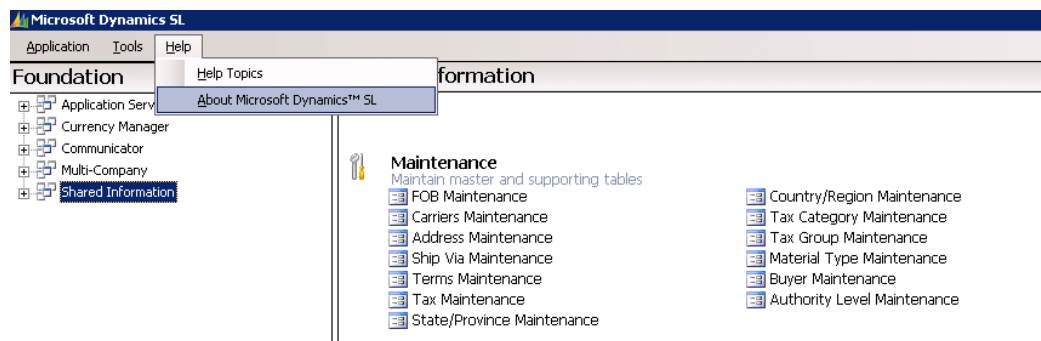 Microsoft Dynamics SL
Application Tools Help
Help Topics
About Microsoft Dynamics™ SL
Foundation
formation
Application Serv
Currency Manager
Communicator
Multi-Company
Shared Information
Maintenance
Maintain master and supporting tables
FOB Maintenance
Carriers Maintenance
Address Maintenance
Ship Via Maintenance
Terms Maintenance
Tax Maintenance
State/Province Maintenance
Country/Region Maintenance
Tax Category Maintenance
Tax Group Maintenance
Material Type Maintenance
Buyer Maintenance
Authority Level Maintenance